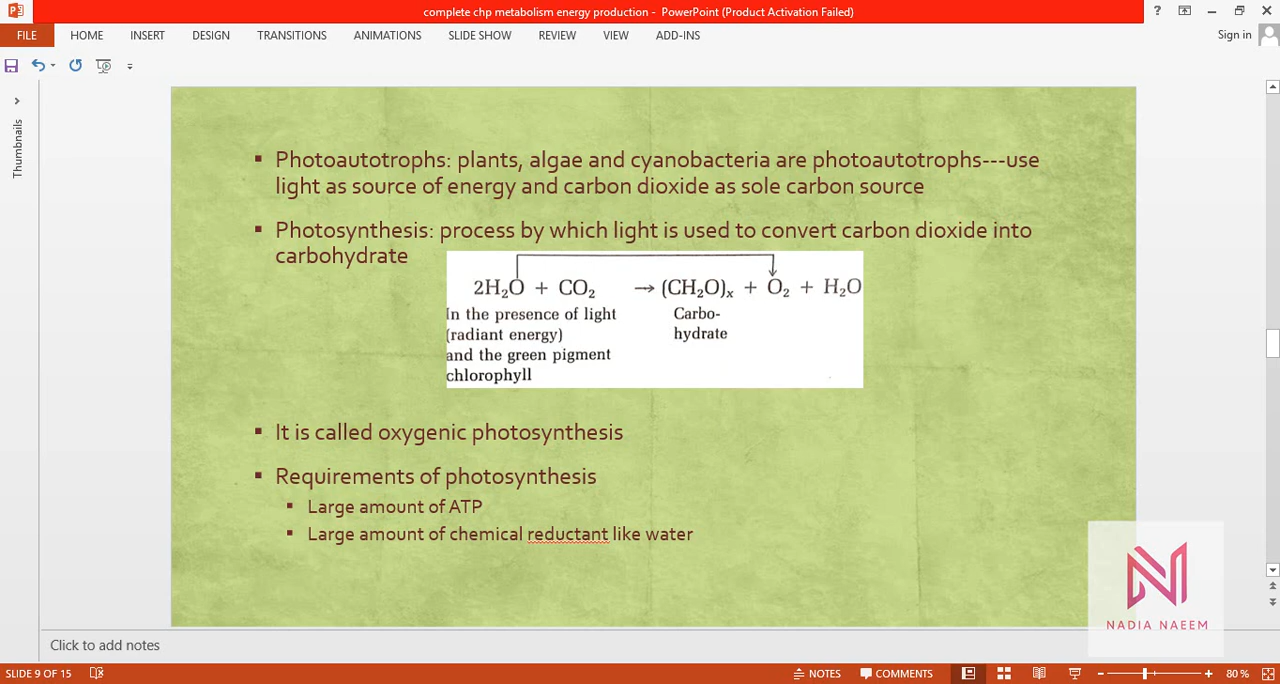 complete chp metabolism energy production - PowerPoint (Product Activation Failed)
FILE HOME INSERT DESIGN TRANSITIONS ANIMATIONS SLIDE SHOW REVIEW VIEW ADD-INS Sign in
Thumbnails
▪ Photoautotrophs: plants, algae and cyanobacteria are photoautotrophs---use
light as source of energy and carbon dioxide as sole carbon source
▪ Photosynthesis: process by which light is used to convert carbon dioxide into
carbohydrate
2H₂O + CO₂ → (CH₂O)ₓ + O₂ + H₂O
In the presence of light
(radiant energy)
and the green pigment
chlorophyll
Carbo-
hydrate
▪ It is called oxygenic photosynthesis
▪ Requirements of photosynthesis
▪ Large amount of ATP
▪ Large amount of chemical reductant like water
NADIA NAEEM
Click to add notes
SLIDE 9 OF 15 NOTES COMMENTS 80 %